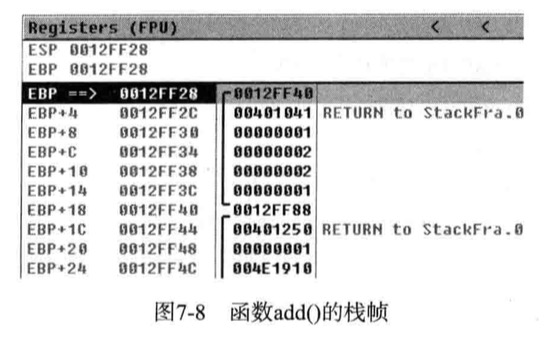 Registers (FPU) < <
ESP 0012FF28
EBP 0012FF28
EBP ==> 0012FF28 0012FF40
EBP+4 0012FF2C 00401041 RETURN to StackFra.0
EBP+8 0012FF30 00000001
EBP+C 0012FF34 00000002
EBP+10 0012FF38 00000002
EBP+14 0012FF3C 00000001
EBP+18 0012FF40 0012FF88
EBP+1C 0012FF44 00401250 RETURN to StackFra.0
EBP+20 0012FF48 00000001
EBP+24 0012FF4C 004E1910
图7-8 函数add()的栈帧